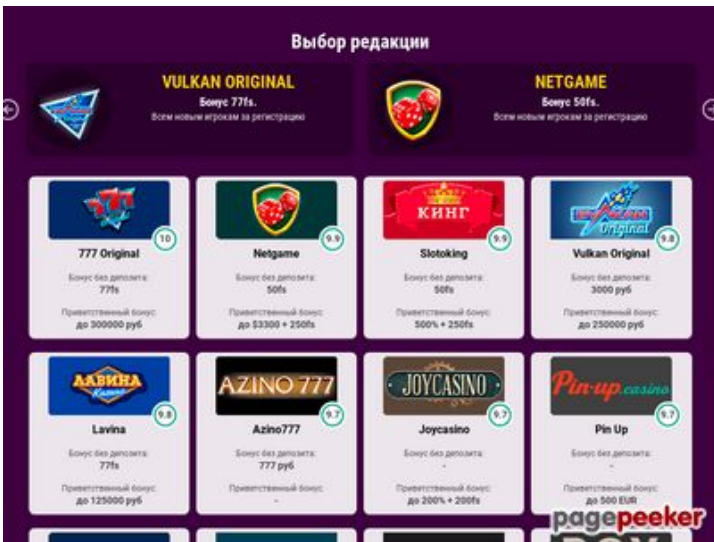 Выбор редакции
VULKAN ORIGINAL
Бонус 77fs.
Всем новым игрокам за регистрацию
NETGAME
Бонус 50fs.
Всем новым игрокам за регистрацию
777
10
777 Original
Бонус без депозита:
77fs
Приветственный бонус:
до 300000 руб
9.9
Netgame
Бонус без депозита:
50fs
Приветственный бонус:
до $3300 + 250fs
КИНГ
9.9
Slotoking
Бонус без депозита:
50fs
Приветственный бонус:
500% + 250fs
ВУЛКАН
Original
9.8
Vulkan Original
Бонус без депозита:
3000 руб
Приветственный бонус:
до 250000 руб
ЛАВИНА
Казино
9.8
Lavina
Бонус без депозита:
77fs
Приветственный бонус:
до 125000 руб
AZINO 777
9.7
Azino777
Бонус без депозита:
777 руб
Приветственный бонус:
-
JOYCASINO
9.7
Joycasino
Бонус без депозита:
-
Приветственный бонус:
до 200% + 200fs
Pin-up.casino
9.7
Pin Up
Бонус без депозита:
-
Приветственный бонус:
до 500 EUR
pagepeeker